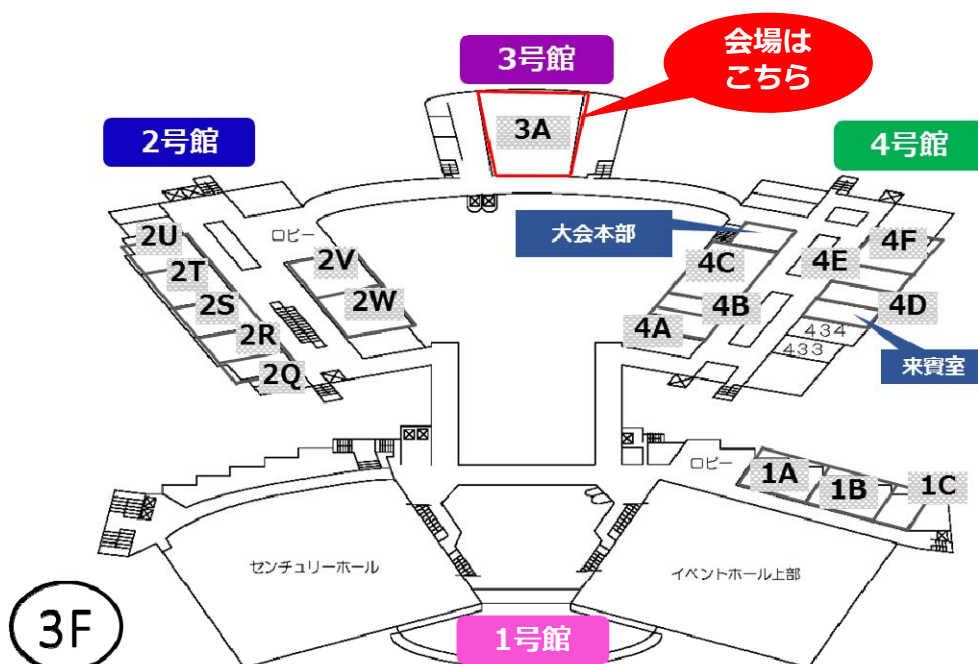 会場は
こちら
3号館
3A
2号館
4号館
2U
ロビー
2V
大会本部
4F
2T
4C
4E
2S
2W
4B
4D
2R
4A
434
433
2Q
来賓室
ロビー
1A
1B
1C
センチュリーホール
イベントホール上部
3F
1号館